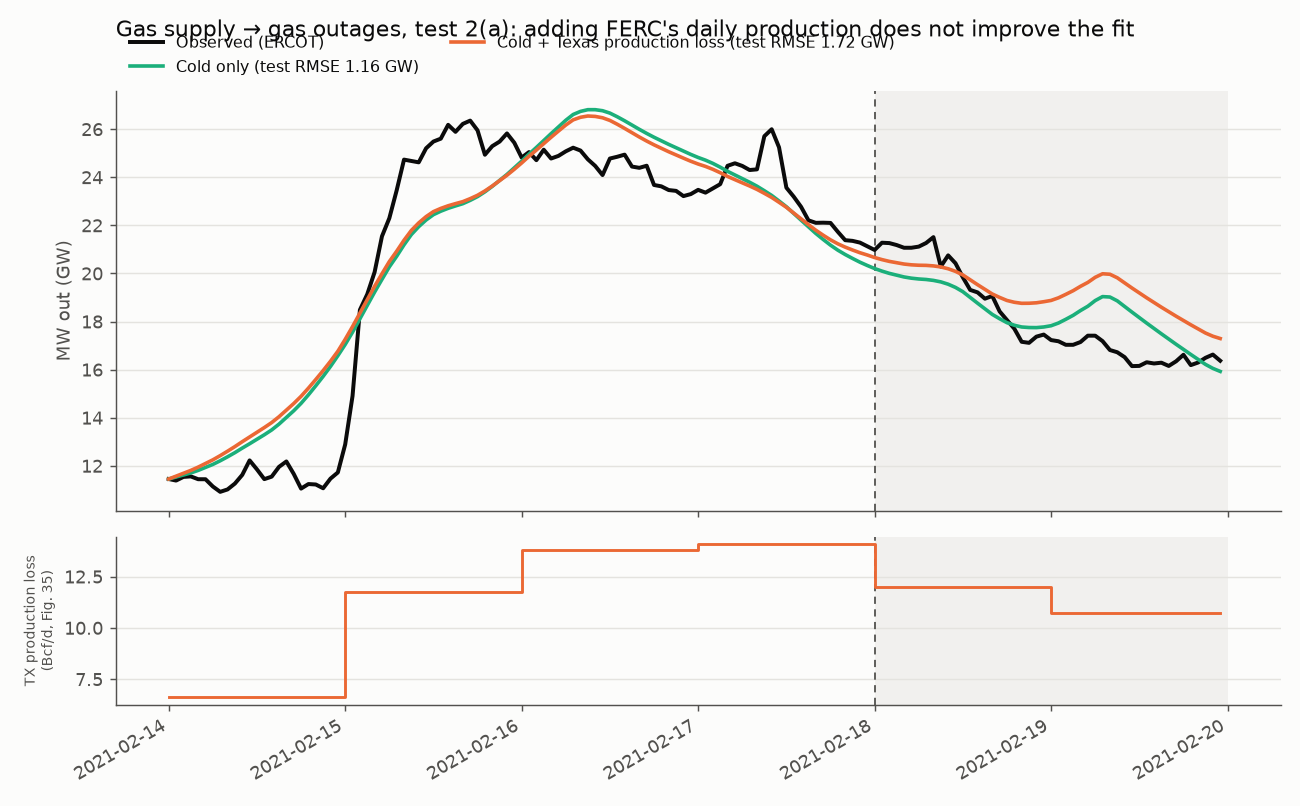 Gas supply → gas outages, test 2(a): adding FERC's daily production does not improve the fit
Observed (ERCOT)
Cold + Texas production loss (test RMSE 1.72 GW)
Cold only (test RMSE 1.16 GW)
MW out (GW)
26
24
22
20
18
16
14
12
TX production loss
(Bcf/d, Fig. 35)
12.5
10.0
7.5
2021-02-14
2021-02-15
2021-02-16
2021-02-17
2021-02-18
2021-02-19
2021-02-20